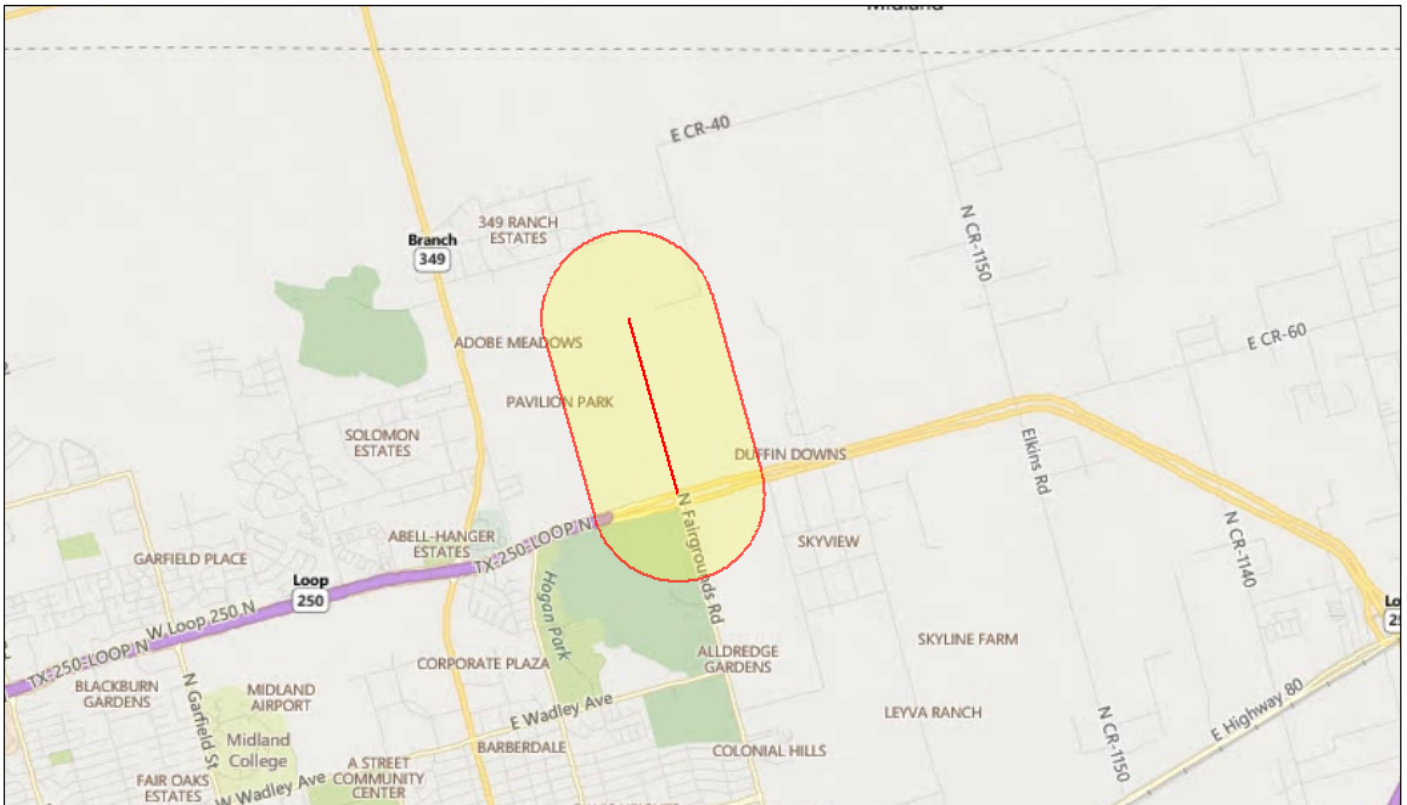 Midland
E CR-40
N CR-1150
349 RANCH
ESTATES
Branch
349
E CR-60
ADOBE MEADOWS
PAVILION PARK
SOLOMON
ESTATES
DUFFIN DOWNS
Elkins Rd
N Fairgrounds Rd
ABELL-HANGER
ESTATES
TX-250-LOOP N
SKYVIEW
N CR-1140
GARFIELD PLACE
Loop
250
Hogan Park
W Loop 250 N
TX-250-LOOP N
SKYLINE FARM
ALLDREDGE
GARDENS
CORPORATE PLAZA
BLACKBURN
GARDENS
MIDLAND
AIRPORT
N Garfield St
E Wadley Ave
LEYVA RANCH
E Highway 80
N CR-1150
Midland
College
BARBERDALE
COLONIAL HILLS
A STREET
COMMUNITY
CENTER
FAIR OAKS
ESTATES
W Wadley Ave